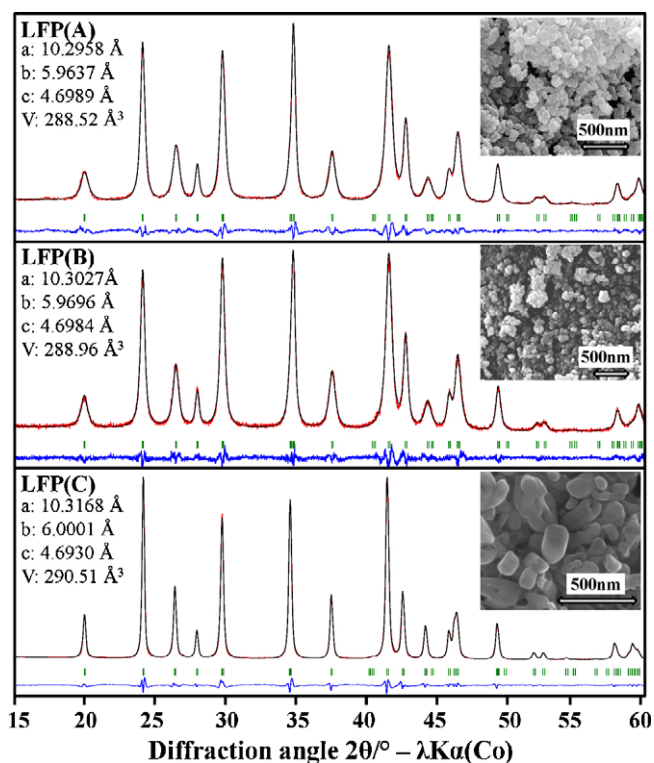 LFP(A)
a: 10.2958 Å
b: 5.9637 Å
c: 4.6989 Å
V: 288.52 Å³
500nm
LFP(B)
a: 10.3027Å
b: 5.9696 Å
c: 4.6984 Å
V: 288.96 Å³
500nm
LFP(C)
a: 10.3168 Å
b: 6.0001 Å
c: 4.6930 Å
V: 290.51 Å³
500nm
15 20 25 30 35 40 45 50 55 60
Diffraction angle 2θ/° – λKα(Co)